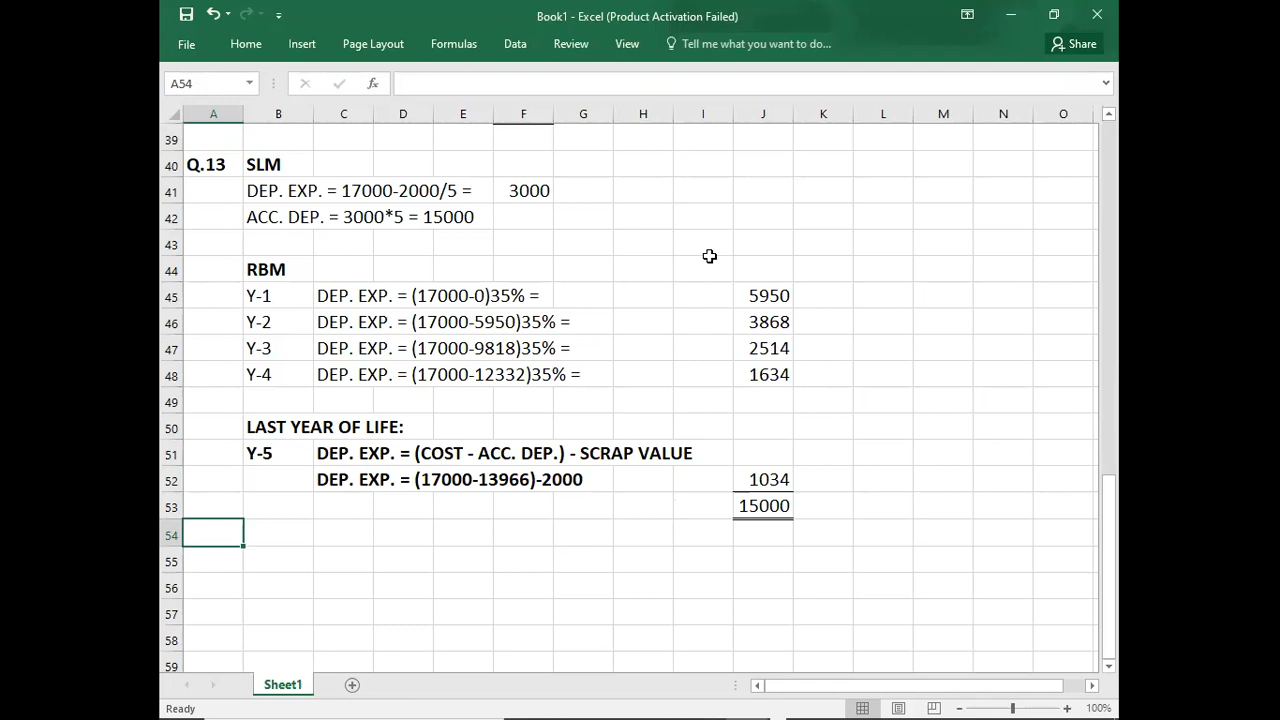 Book1 - Excel (Product Activation Failed)
File Home Insert Page Layout Formulas Data Review View Tell me what you want to do... Share
A54 fx
A B C D E F G H I J K L M N O
39
40 Q.13 SLM
41 DEP. EXP. = 17000-2000/5 = 3000
42 ACC. DEP. = 3000*5 = 15000
43
44 RBM
45 Y-1 DEP. EXP. = (17000-0)35% = 5950
46 Y-2 DEP. EXP. = (17000-5950)35% = 3868
47 Y-3 DEP. EXP. = (17000-9818)35% = 2514
48 Y-4 DEP. EXP. = (17000-12332)35% = 1634
49
50 LAST YEAR OF LIFE:
51 Y-5 DEP. EXP. = (COST - ACC. DEP.) - SCRAP VALUE
52 DEP. EXP. = (17000-13966)-2000 1034
53 15000
54
55
56
57
58
59
Sheet1
Ready 100%